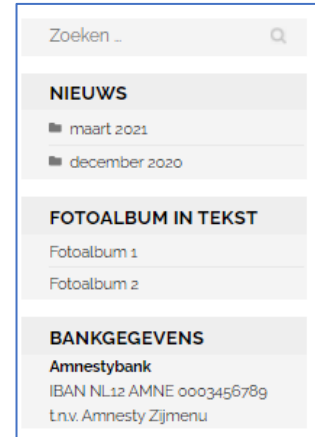 Zoeken …
NIEUWS
maart 2021
december 2020
FOTOALBUM IN TEKST
Fotoalbum 1
Fotoalbum 2
BANKGEGEVENS
Amnestybank
IBAN NL12 AMNE 0003456789
t.n.v. Amnesty Zijmenu